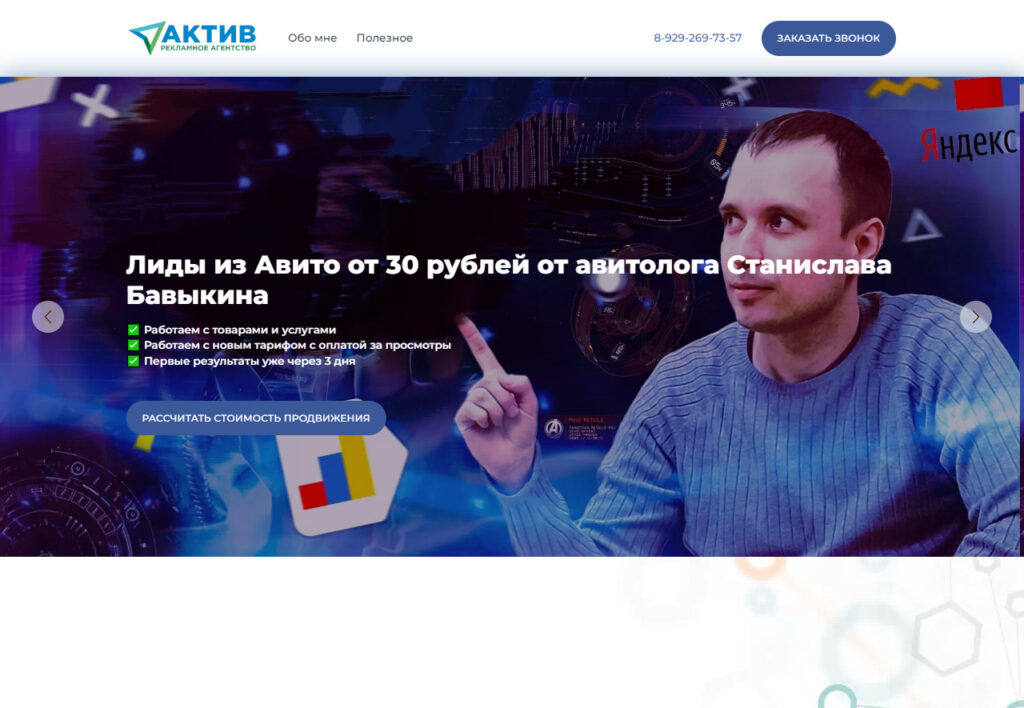 АКТИВ
РЕКЛАМНОЕ АГЕНТСТВО
Обо мне
Полезное
8-929-269-73-57
ЗАКАЗАТЬ ЗВОНОК
Яндекс
Лиды из Авито от 30 рублей от авитолога Станислава
Бавыкина
Работаем с товарами и услугами
Работаем с новым тарифом с оплатой за просмотры
Первые результаты уже через 3 дня
РАССЧИТАТЬ СТОИМОСТЬ ПРОДВИЖЕНИЯ